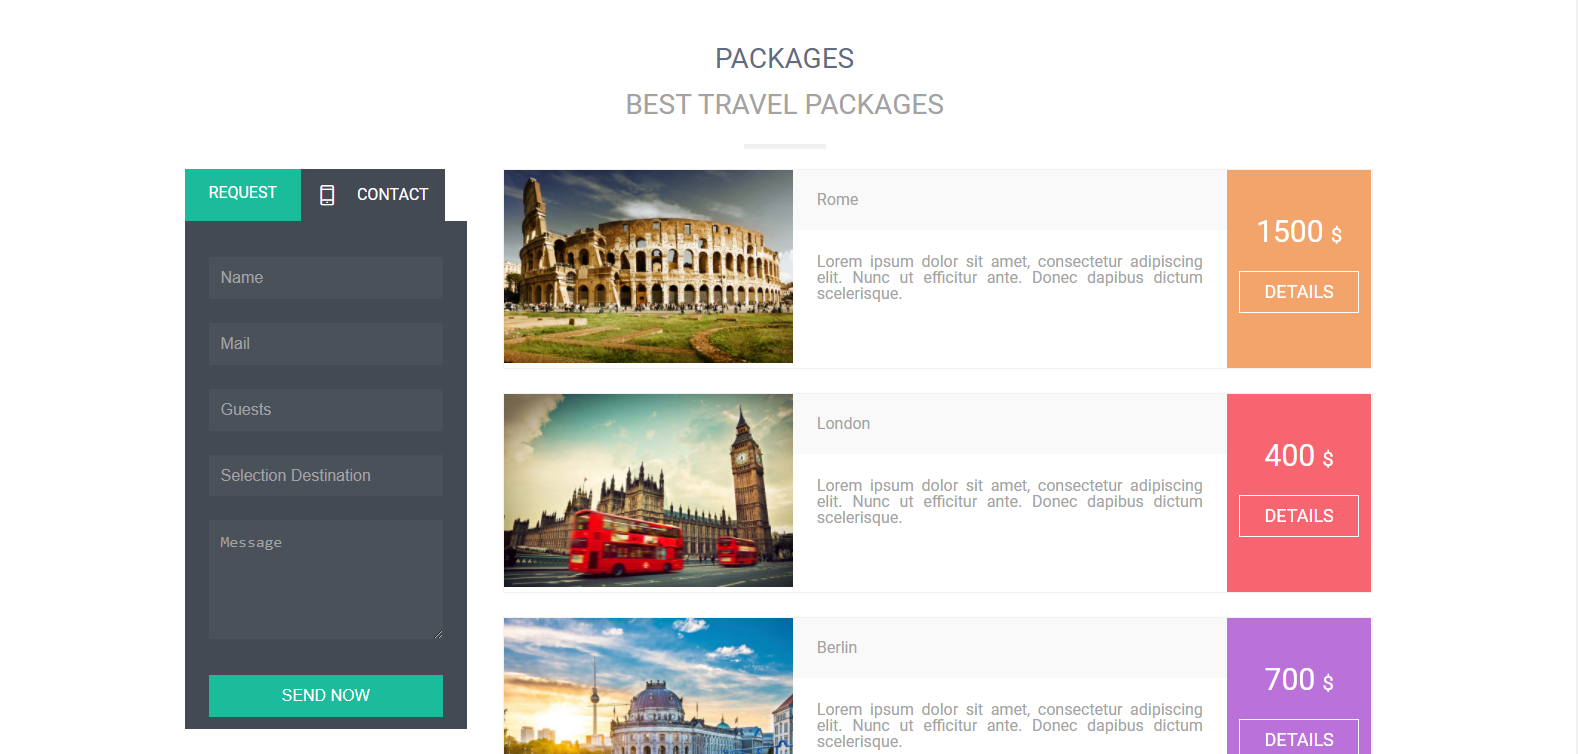 PACKAGES
BEST TRAVEL PACKAGES
REQUEST
CONTACT
Name
Mail
Guests
Selection Destination
Message
SEND NOW
Rome
Lorem ipsum dolor sit amet, consectetur adipiscing
elit. Nunc ut efficitur ante. Donec dapibus dictum
scelerisque.
1500 $
DETAILS
London
Lorem ipsum dolor sit amet, consectetur adipiscing
elit. Nunc ut efficitur ante. Donec dapibus dictum
scelerisque.
400 $
DETAILS
Berlin
Lorem ipsum dolor sit amet, consectetur adipiscing
elit. Nunc ut efficitur ante. Donec dapibus dictum
scelerisque.
700 $
DETAILS